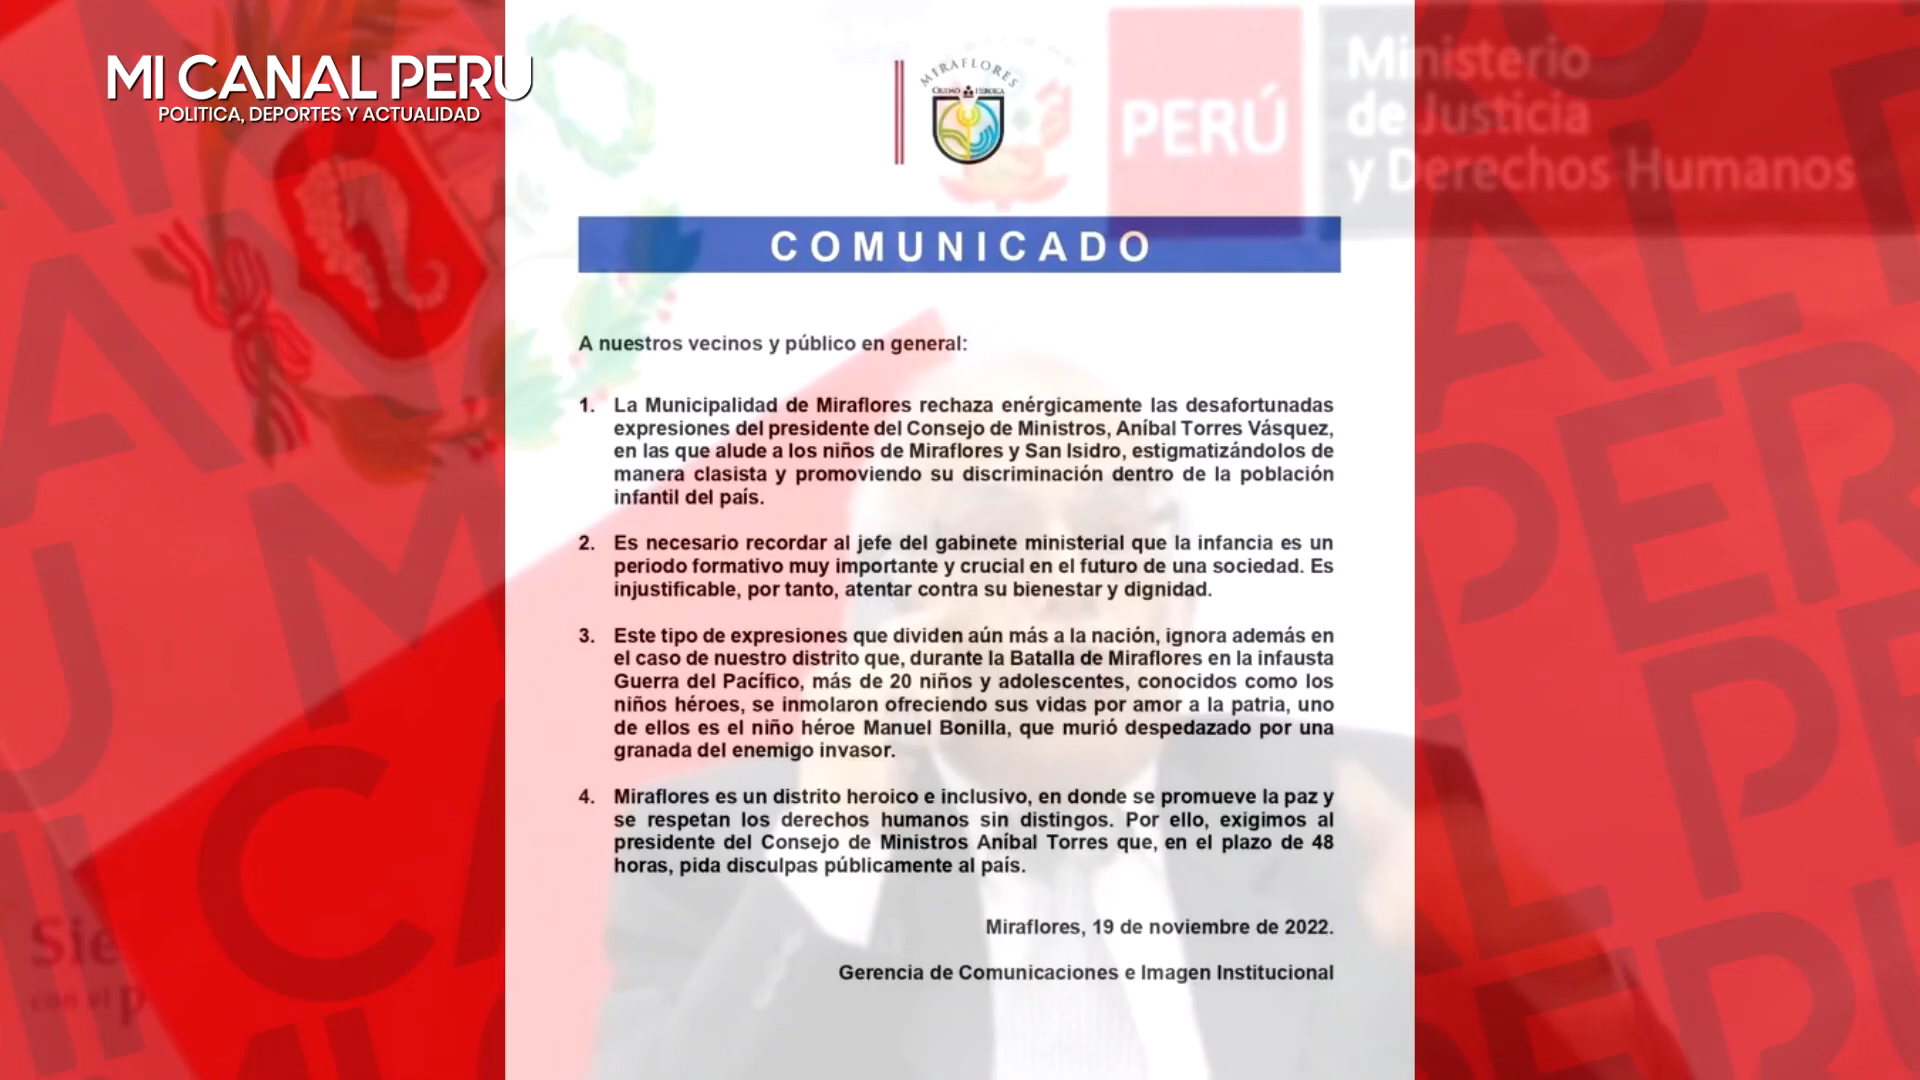 MI CANAL PERU
POLITICA, DEPORTES Y ACTUALIDAD
MIRAFLORES
CIUDAD HEROICA
PERÚ
Ministerio
de Justicia
y Derechos Humanos
COMUNICADO
A nuestros vecinos y público en general:
1. La Municipalidad de Miraflores rechaza enérgicamente las desafortunadas
expresiones del presidente del Consejo de Ministros, Aníbal Torres Vásquez,
en las que alude a los niños de Miraflores y San Isidro, estigmatizándolos de
manera clasista y promoviendo su discriminación dentro de la población
infantil del país.
2. Es necesario recordar al jefe del gabinete ministerial que la infancia es un
periodo formativo muy importante y crucial en el futuro de una sociedad. Es
injustificable, por tanto, atentar contra su bienestar y dignidad.
3. Este tipo de expresiones que dividen aún más a la nación, ignora además en
el caso de nuestro distrito que, durante la Batalla de Miraflores en la infausta
Guerra del Pacífico, más de 20 niños y adolescentes, conocidos como los
niños héroes, se inmolaron ofreciendo sus vidas por amor a la patria, uno
de ellos es el niño héroe Manuel Bonilla, que murió despedazado por una
granada del enemigo invasor.
4. Miraflores es un distrito heroico e inclusivo, en donde se promueve la paz y
se respetan los derechos humanos sin distingos. Por ello, exigimos al
presidente del Consejo de Ministros Aníbal Torres que, en el plazo de 48
horas, pida disculpas públicamente al país.
Miraflores, 19 de noviembre de 2022.
Gerencia de Comunicaciones e Imagen Institucional
Sie
con el p